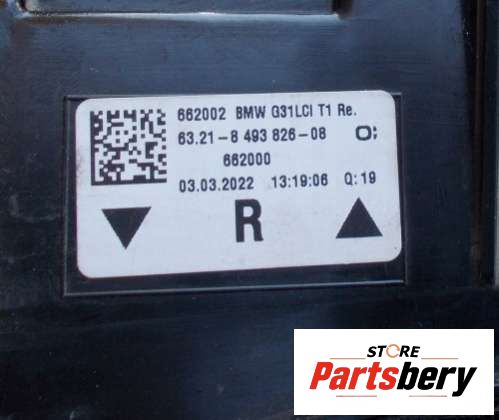 662002 BMW G31LCI T1 Re.
63.21-8 493 826-08 O;
662000
03.03.2022 13:19:06 Q:19
R
STORE
Partsbery